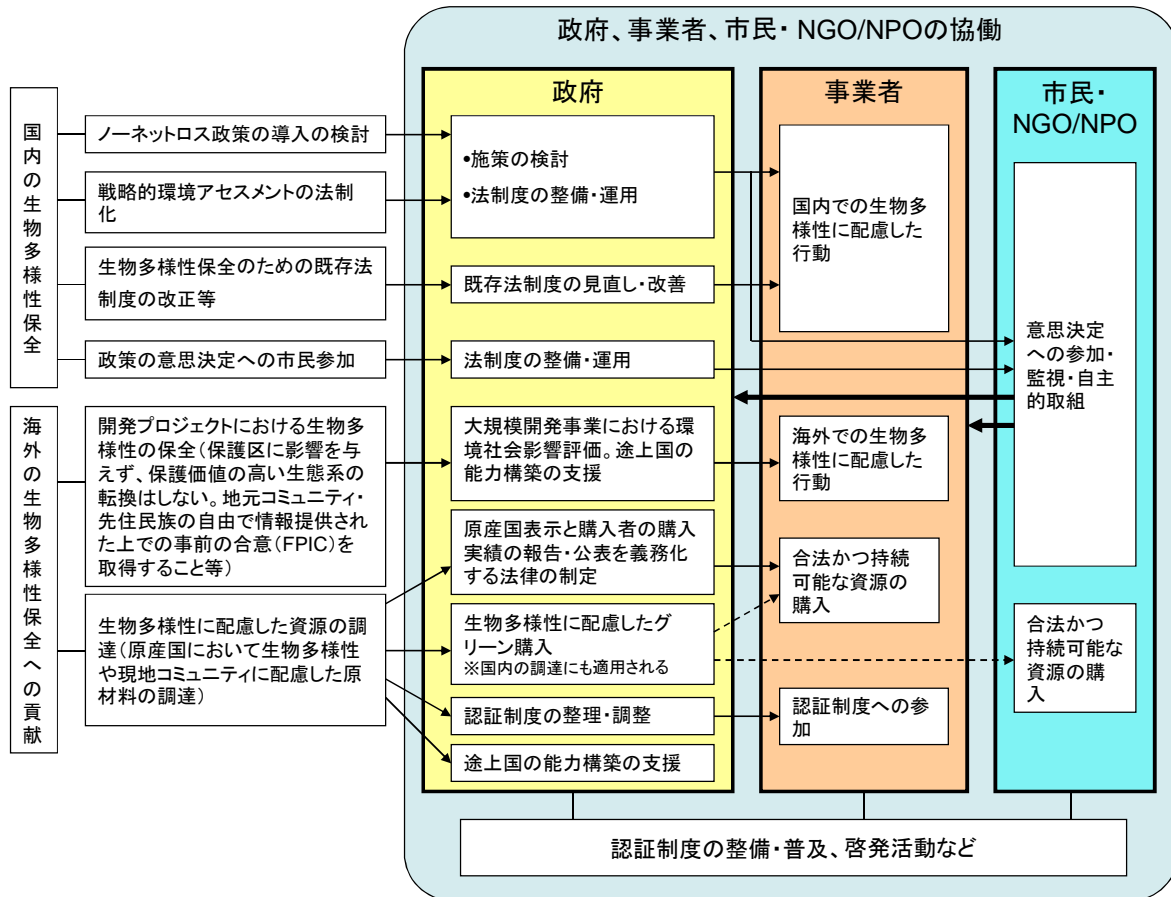 政府、事業者、市民・NGO/NPOの協働
政府
事業者
市民・
NGO/NPO
国内の生物多様性保全
ノーネットロス政策の導入の検討
戦略的環境アセスメントの法制
化
生物多様性保全のための既存法
制度の改正等
政策の意思決定への市民参加
•施策の検討
•法制度の整備・運用
既存法制度の見直し・改善
法制度の整備・運用
国内での生物多
様性に配慮した
行動
意思決定
への参加・
監視・自主
的取組
海外の生物多様性保全への貢献
開発プロジェクトにおける生物多
様性の保全（保護区に影響を与
えず、保護価値の高い生態系の
転換はしない。地元コミュニティ・
先住民族の自由で情報提供され
た上での事前の合意（FPIC）を
取得すること等）
生物多様性に配慮した資源の調
達（原産国において生物多様性
や現地コミュニティに配慮した原
材料の調達）
大規模開発事業における環
境社会影響評価。途上国の
能力構築の支援
原産国表示と購入者の購入
実績の報告・公表を義務化
する法律の制定
生物多様性に配慮したグ
リーン購入
※国内の調達にも適用される
認証制度の整理・調整
途上国の能力構築の支援
海外での生物多
様性に配慮した
行動
合法かつ持続
可能な資源の
購入
認証制度への参
加
合法かつ
持続可能な
資源の購
入
認証制度の整備・普及、啓発活動など